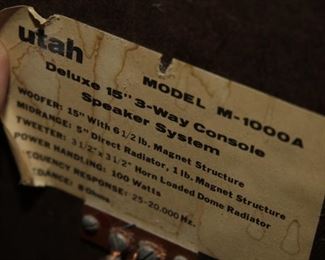 utah
MODEL M-1000A
Deluxe 15" 3-Way Console
Speaker System
WOOFER: 15" With 6 1/2 lb. Magnet Structure
MIDRANGE: 5" Direct Radiator, 1 lb. Magnet Structure
TWEETER: 3 1/2" x 3 1/2" Horn Loaded Dome Radiator
POWER HANDLING: 100 Watts
EQUENCY RESPONSE: 25-20,000 Hz.
EDANCE: 8 Ohms